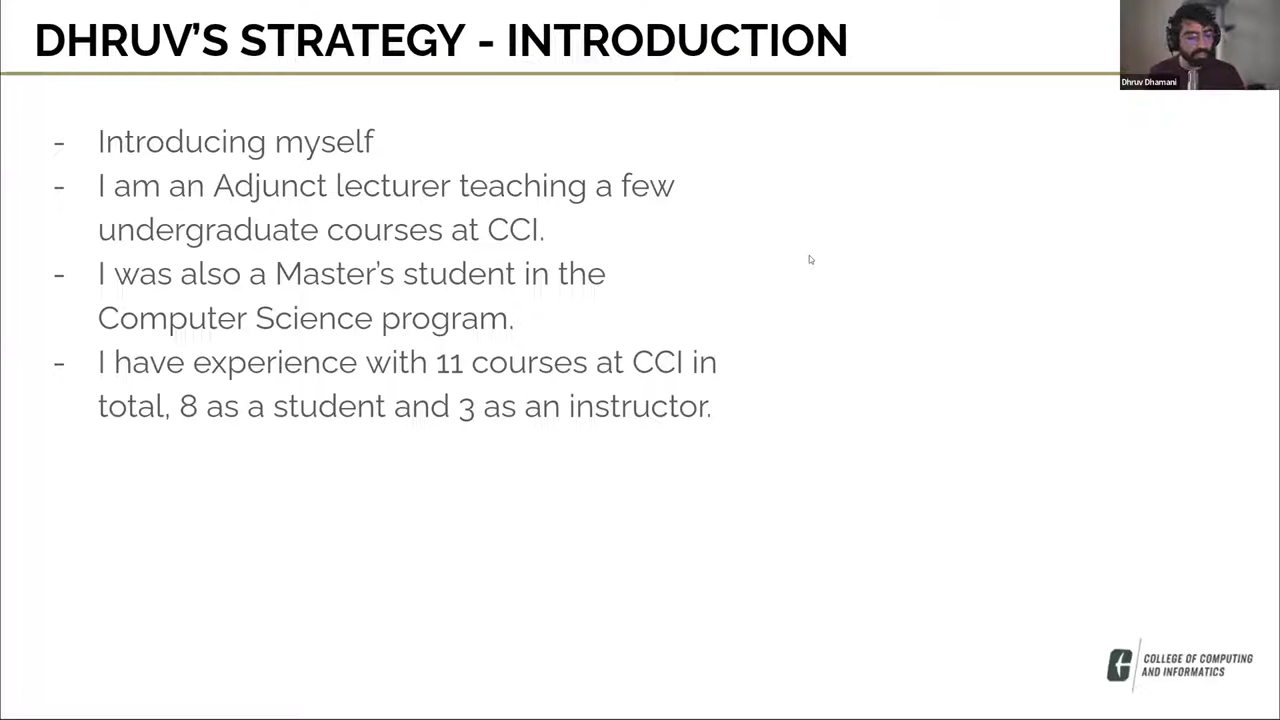 DHRUV'S STRATEGY - INTRODUCTION
Dhruv Dhamani
- Introducing myself
- I am an Adjunct lecturer teaching a few
undergraduate courses at CCI.
- I was also a Master's student in the
Computer Science program.
- I have experience with 11 courses at CCI in
total, 8 as a student and 3 as an instructor.
COLLEGE OF COMPUTING
AND INFORMATICS